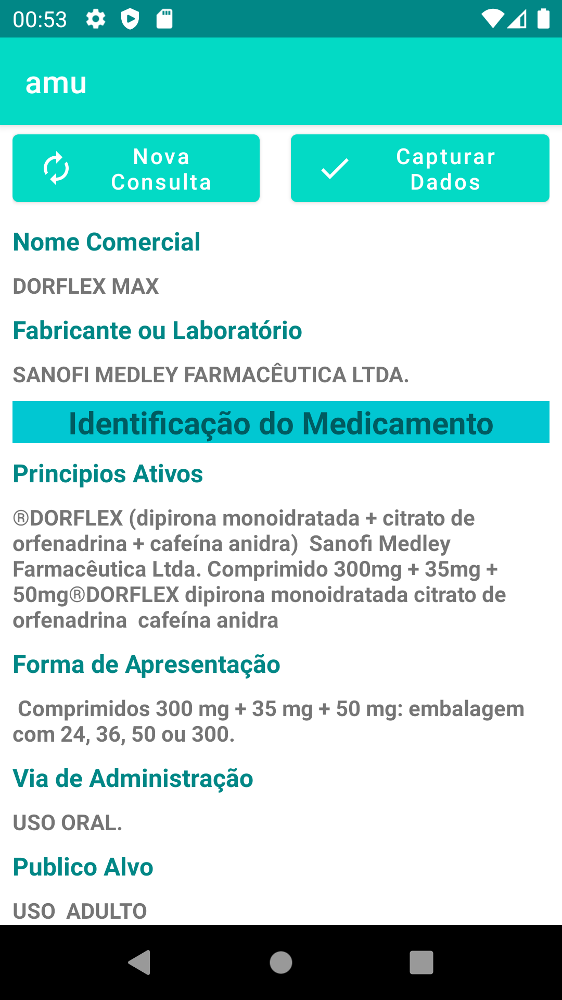 00:53
amu
Nova
Consulta
Capturar
Dados
Nome Comercial
DORFLEX MAX
Fabricante ou Laboratório
SANOFI MEDLEY FARMACÊUTICA LTDA.
Identificação do Medicamento
Principios Ativos
®DORFLEX (dipirona monoidratada + citrato de
orfenadrina + cafeína anidra)  Sanofi Medley
Farmacêutica Ltda. Comprimido 300mg + 35mg +
50mg®DORFLEX dipirona monoidratada citrato de
orfenadrina  cafeína anidra
Forma de Apresentação
Comprimidos 300 mg + 35 mg + 50 mg: embalagem
com 24, 36, 50 ou 300.
Via de Administração
USO ORAL.
Publico Alvo
USO  ADULTO